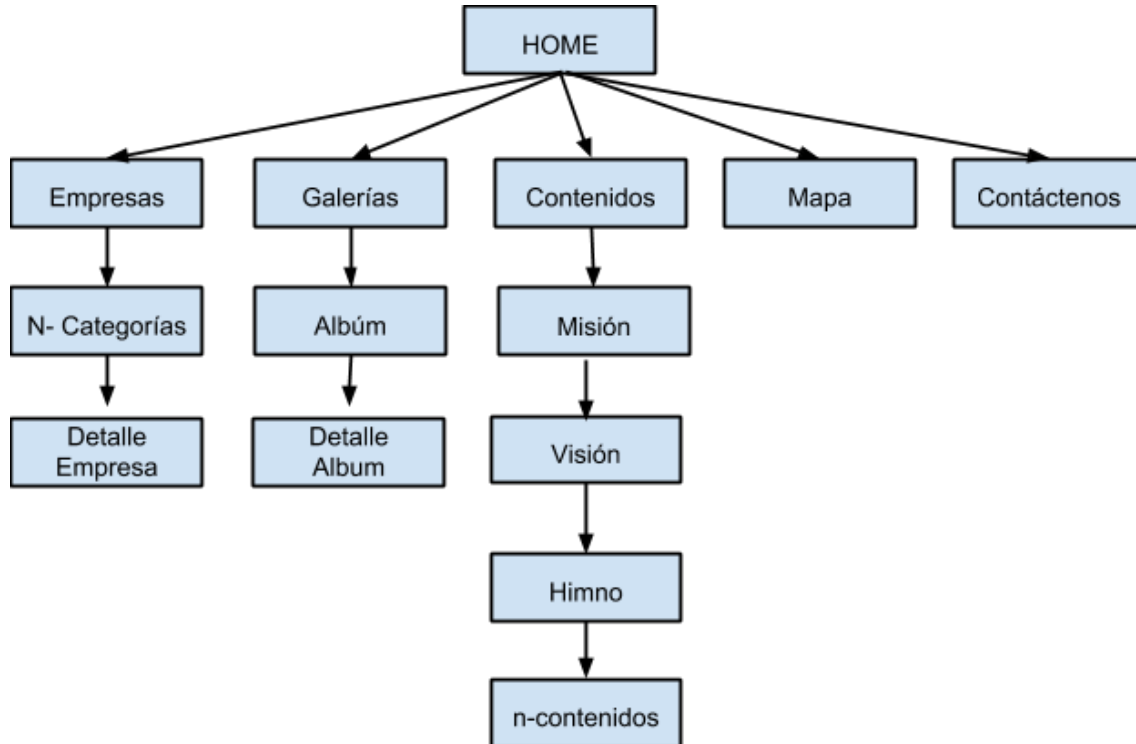 HOME
Empresas
Galerías
Contenidos
Mapa
Contáctenos
N- Categorías
Albúm
Misión
Detalle
Empresa
Detalle
Album
Visión
Himno
n-contenidos